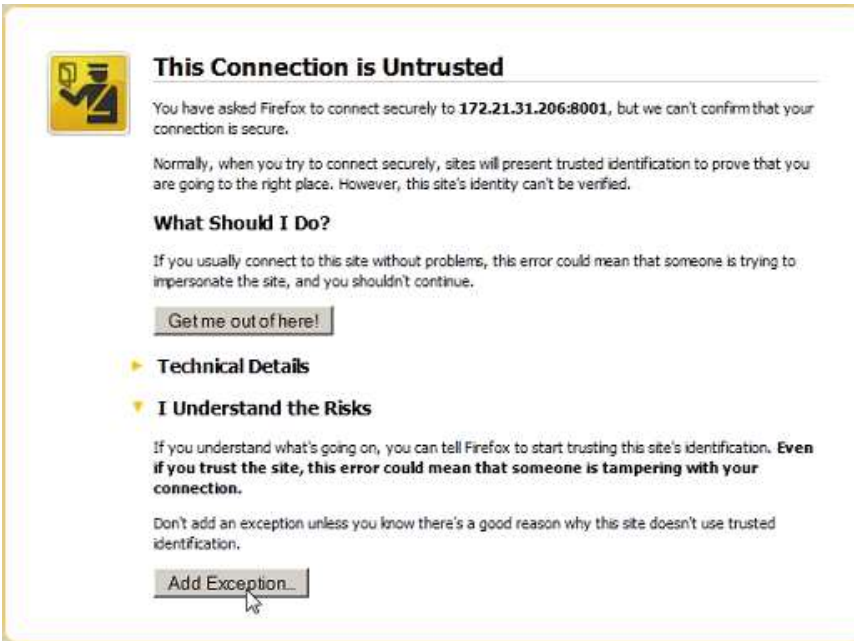 This Connection is Untrusted
You have asked Firefox to connect securely to 172.21.31.206:8001, but we can't confirm that your
connection is secure.
Normally, when you try to connect securely, sites will present trusted identification to prove that you
are going to the right place. However, this site's identity can't be verified.
What Should I Do?
If you usually connect to this site without problems, this error could mean that someone is trying to
impersonate the site, and you shouldn't continue.
Get me out of here!
Technical Details
I Understand the Risks
If you understand what's going on, you can tell Firefox to start trusting this site's identification. Even
if you trust the site, this error could mean that someone is tampering with your
connection.
Don't add an exception unless you know there's a good reason why this site doesn't use trusted
identification.
Add Exception...